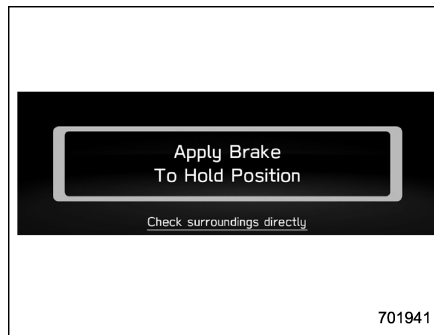 Apply Brake
To Hold Position
Check surroundings directly
701941